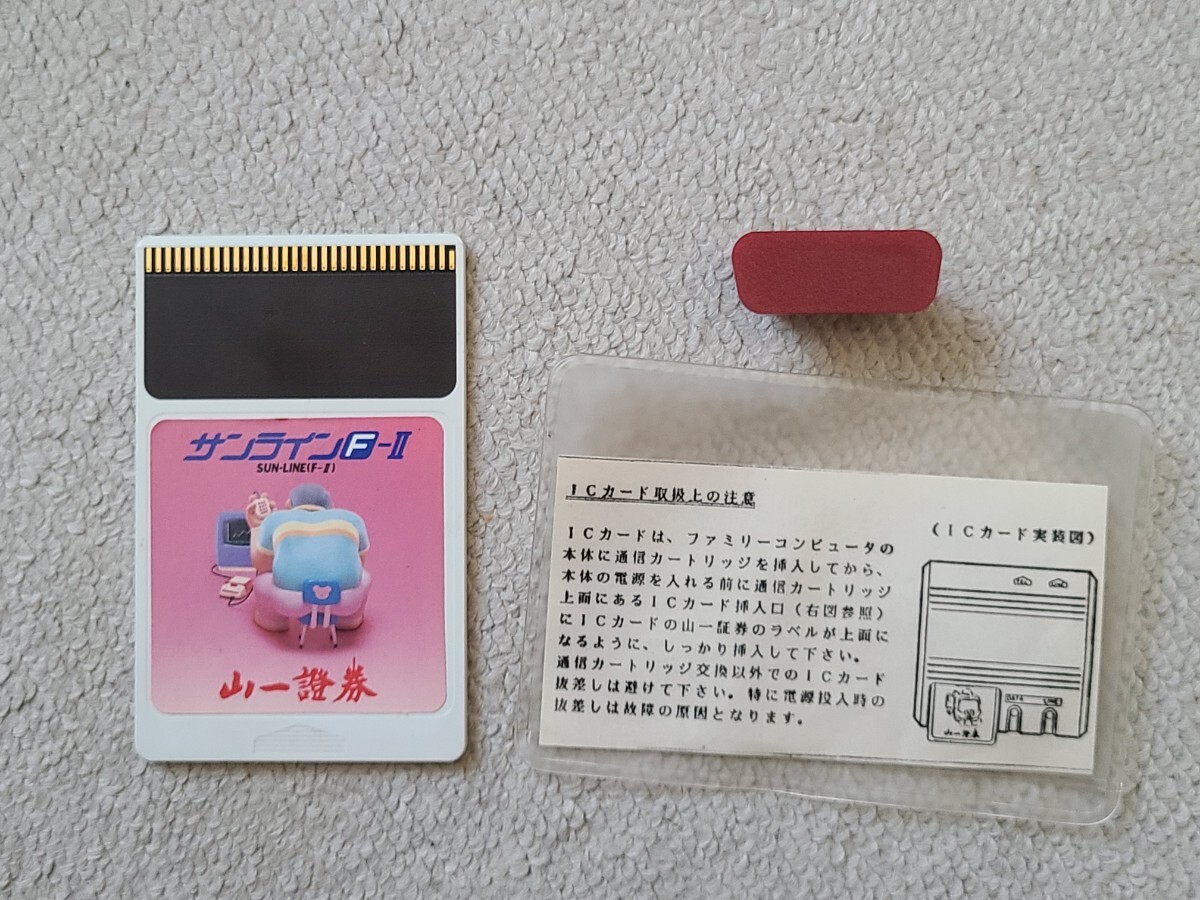 サンラインF-Ⅱ
SUN-LINE(F-Ⅱ)
山一證券
ICカード取扱上の注意
ICカードは、ファミリーコンピュータの
本体に通信カートリッジを挿入してから、
本体の電源を入れる前に通信カートリッジ
上面にあるICカード挿入口（右図参照）
にICカードの山一証券のラベルが上面に
なるように、しっかり挿入して下さい。
通信カートリッジ交換以外でのICカード
抜差しは避けて下さい。特に電源投入時の
抜差しは故障の原因となります。
（ICカード実装図）
DATA
山一證券